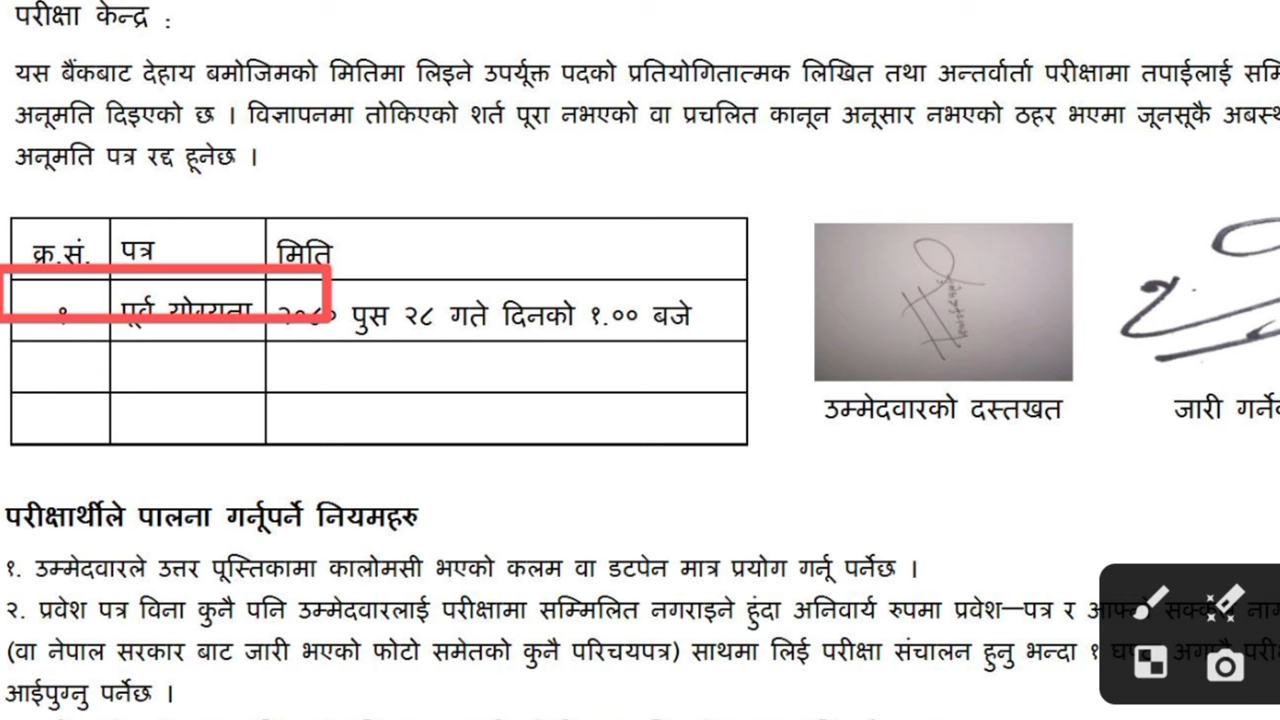 परीक्षा केन्द्र :
यस बैंकबाट देहाय बमोजिमको मितिमा लिइने उपर्यूक्त पदको प्रतियोगितात्मक लिखित तथा अन्तर्वार्ता परीक्षामा तपाईलाई
अनूमति दिइएको छ । विज्ञापनमा तोकिएको शर्त पूरा नभएको वा प्रचलित कानून अनूसार नभएको ठहर भएमा जूनसूकै
अनूमति पत्र रद्द हूनेछ ।
क्र.सं. पत्र मिति
१ पूर्व योग्यता २०८० पुस २८ गते दिनको १.०० बजे
उम्मेदवारको दस्तखत
जारी
परीक्षार्थीले पालना गर्नूपर्ने नियमहरु
१. उम्मेदवारले उत्तर पूस्तिकामा कालोमसी भएको कलम वा डटपेन मात्र प्रयोग गर्नू पर्नेछ ।
२. प्रवेश पत्र विना कुनै पनि उम्मेदवारलाई परीक्षामा सम्मिलित नगराइने हुंदा अनिवार्य रुपमा प्रवेश–पत्र र
(वा नेपाल सरकार बाट जारी भएको फोटो समेतको कुनै परिचयपत्र) साथमा लिई परीक्षा संचालन हुनु भन्दा १
आईपुग्नु पर्नेछ ।